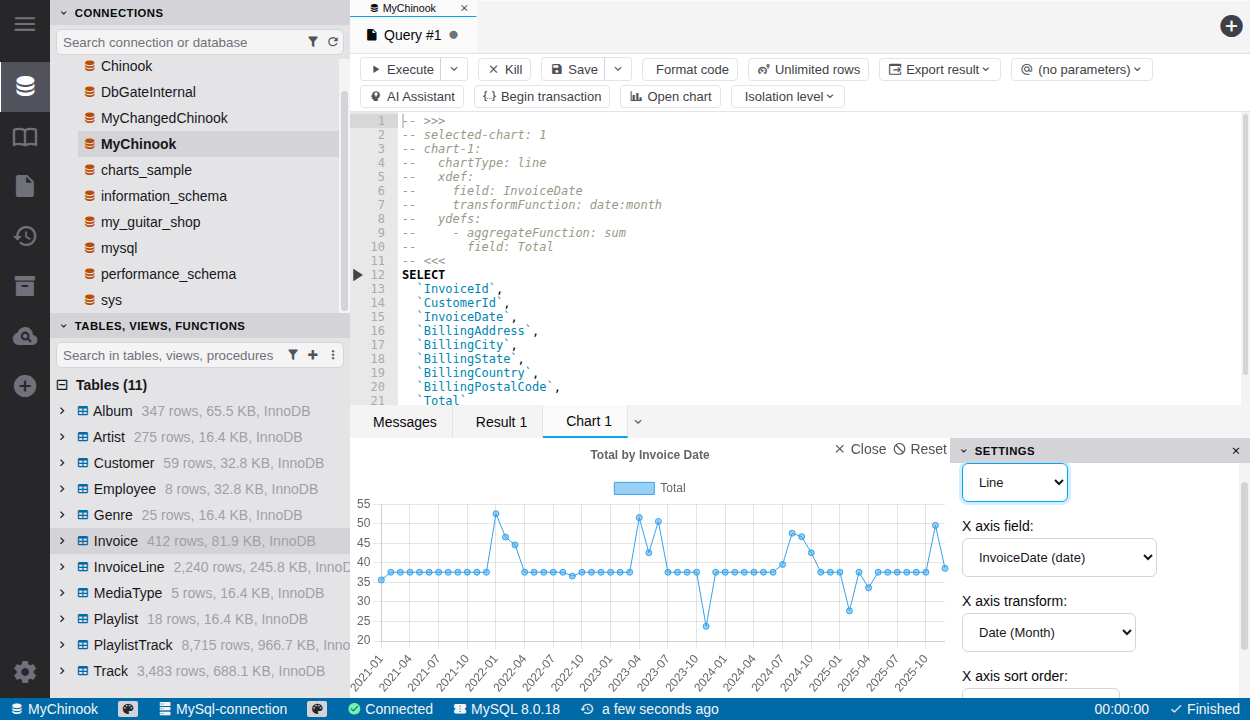 CONNECTIONS
Search connection or database
Chinook
DbGateInternal
MyChangedChinook
MyChinook
charts_sample
information_schema
my_guitar_shop
mysql
performance_schema
sys
TABLES, VIEWS, FUNCTIONS
Search in tables, views, procedures
Tables (11)
Album 347 rows, 65.5 KB, InnoDB
Artist 275 rows, 16.4 KB, InnoDB
Customer 59 rows, 32.8 KB, InnoDB
Employee 8 rows, 32.8 KB, InnoDB
Genre 25 rows, 16.4 KB, InnoDB
Invoice 412 rows, 81.9 KB, InnoDB
InvoiceLine 2,240 rows, 245.8 KB, InnoD
MediaType 5 rows, 16.4 KB, InnoDB
Playlist 18 rows, 16.4 KB, InnoDB
PlaylistTrack 8,715 rows, 966.7 KB, Inno
Track 3,483 rows, 688.1 KB, InnoDB
MyChinook
Query #1
Execute Kill Save Format code Unlimited rows Export result @ (no parameters)
AI Assistant {..} Begin transaction Open chart Isolation level
1 -- >>>
2 -- selected-chart: 1
3 -- chart-1:
4 --   chartType: line
5 --   xdef:
6 --     field: InvoiceDate
7 --     transformFunction: date:month
8 --   ydefs:
9 --     - aggregateFunction: sum
10 --       field: Total
11 -- <<<
12 SELECT
13   `InvoiceId`,
14   `CustomerId`,
15   `InvoiceDate`,
16   `BillingAddress`,
17   `BillingCity`,
18   `BillingState`,
19   `BillingCountry`,
20   `BillingPostalCode`,
21   `Total`
Messages Result 1 Chart 1
Total by Invoice Date
Close Reset
Total
55
50
45
40
35
30
25
20
2021-01 2021-04 2021-07 2021-10 2022-01 2022-04 2022-07 2022-10 2023-01 2023-04 2023-07 2023-10 2024-01 2024-04 2024-07 2024-10 2025-01 2025-04 2025-07 2025-10
SETTINGS
Line
X axis field:
InvoiceDate (date)
X axis transform:
Date (Month)
X axis sort order:
MyChinook MySql-connection Connected MySQL 8.0.18 a few seconds ago 00:00:00 Finished